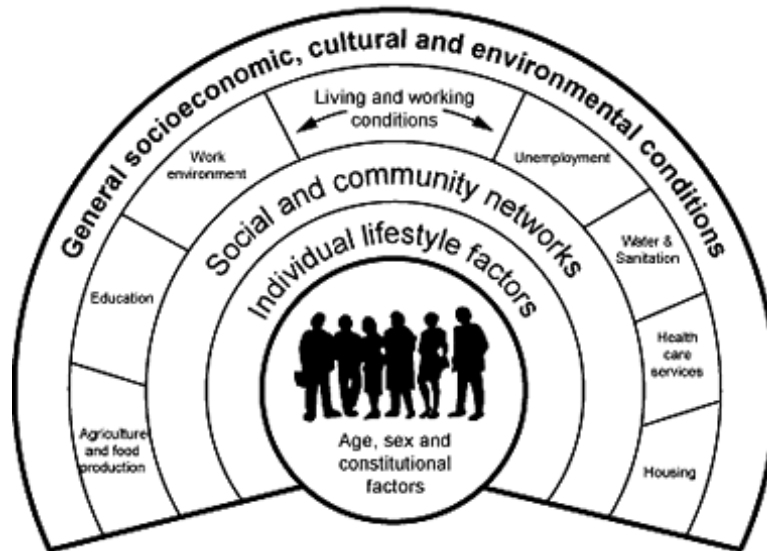 General socioeconomic, cultural and environmental conditions
Living and working
conditions
Work
environment
Unemployment
Social and community networks
Water &
Sanitation
Individual lifestyle factors
Education
Health
care
services
Agriculture
and food
production
Age, sex and
constitutional
factors
Housing